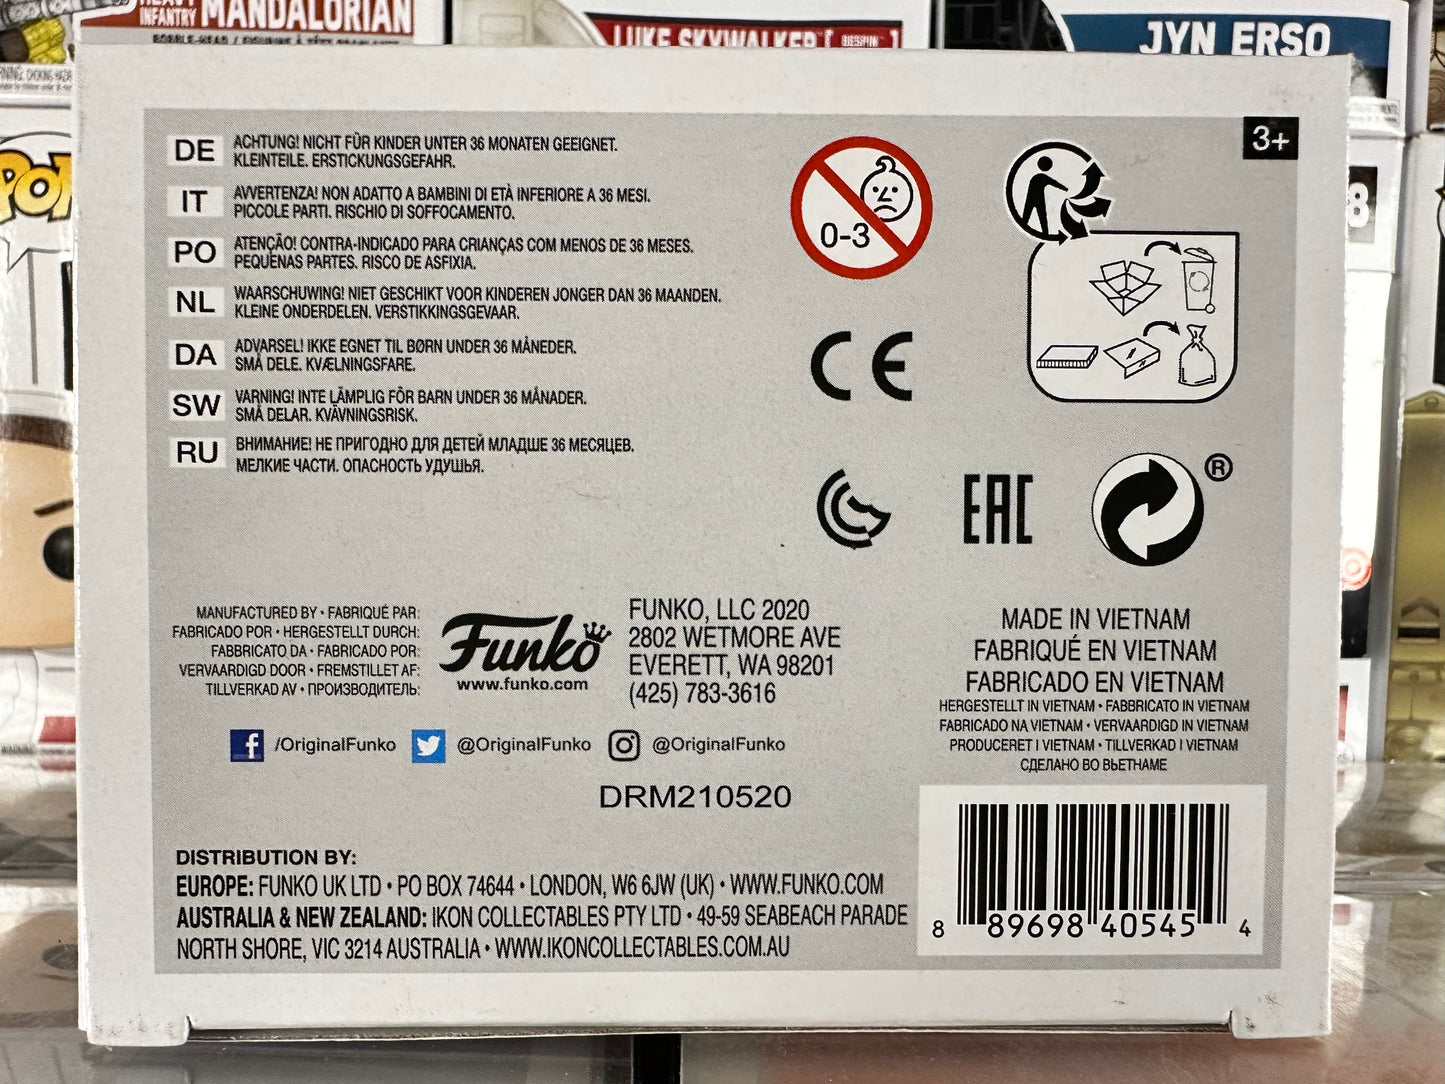 HEAVY
INFANTRY MANDALORIAN
LUKE SKYWALKER [BESPIN]
JYN ERSO
POP
8
3+
DE ACHTUNG! NICHT FÜR KINDER UNTER 36 MONATEN GEEIGNET.
KLEINTEILE. ERSTICKUNGSGEFAHR.
IT AVVERTENZA! NON ADATTO A BAMBINI DI ETÀ INFERIORE A 36 MESI.
PICCOLE PARTI. RISCHIO DI SOFFOCAMENTO.
PO ATENÇÃO! CONTRA-INDICADO PARA CRIANÇAS COM MENOS DE 36 MESES.
PEQUENAS PARTES. RISCO DE ASFIXIA.
NL WAARSCHUWING! NIET GESCHIKT VOOR KINDEREN JONGER DAN 36 MAANDEN.
KLEINE ONDERDELEN. VERSTIKKINGSGEVAAR.
DA ADVARSEL! IKKE EGNET TIL BØRN UNDER 36 MÅNEDER.
SMÅ DELE. KVÆLNINGSFARE.
SW VARNING! INTE LÄMPLIG FÔR BARN UNDER 36 MÅNADER.
SMÅ DELAR. KVÄVNINGSRISK.
RU ВНИМАНИЕ! НЕ ПРИГОДНО ДЛЯ ДЕТЕЙ МЛАДШЕ 36 МЕСЯЦЕВ.
МЕЛКИЕ ЧАСТИ. ОПАСНОСТЬ УДУШЬЯ.
0-3
CE
EAC
®
MANUFACTURED BY • FABRIQUÉ PAR:
FABRICADO POR • HERGESTELLT DURCH:
FABBRICATO DA • FABRICADO POR:
VERVAARDIGD DOOR • FREMSTILLET AF:
TILLVERKAD AV • ПРОИЗВОДИТЕЛЬ:
Funko
www.funko.com
FUNKO, LLC 2020
2802 WETMORE AVE
EVERETT, WA 98201
(425) 783-3616
MADE IN VIETNAM
FABRIQUÉ EN VIETNAM
FABRICADO EN VIETNAM
HERGESTELLT IN VIETNAM • FABBRICATO IN VIETNAM
FABRICADO NA VIETNAM • VERVAARDIGD IN VIETNAM
PRODUCERET I VIETNAM • TILLVERKAD I VIETNAM
СДЕЛАНО ВО ВЬЕТНАМЕ
/OriginalFunko @OriginalFunko @OriginalFunko
DRM210520
DISTRIBUTION BY:
EUROPE: FUNKO UK LTD • PO BOX 74644 • LONDON, W6 6JW (UK) • WWW.FUNKO.COM
AUSTRALIA & NEW ZEALAND: IKON COLLECTABLES PTY LTD • 49-59 SEABEACH PARADE
NORTH SHORE, VIC 3214 AUSTRALIA • WWW.IKONCOLLECTABLES.COM.AU
8 89698 40545 4